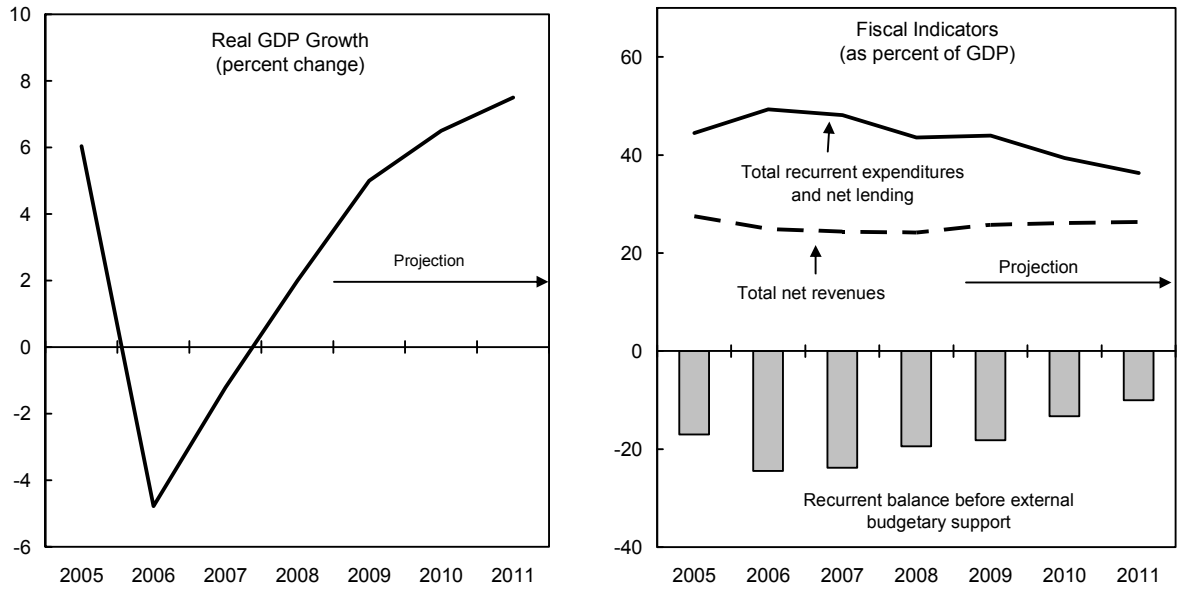 Real GDP Growth
(percent change)
10
8
6
4
2
0
-2
-4
-6
Projection
2005 2006 2007 2008 2009 2010 2011
Fiscal Indicators
(as percent of GDP)
60
40
20
0
-20
-40
Total recurrent expenditures
and net lending
Projection
Total net revenues
Recurrent balance before external
budgetary support
2005 2006 2007 2008 2009 2010 2011